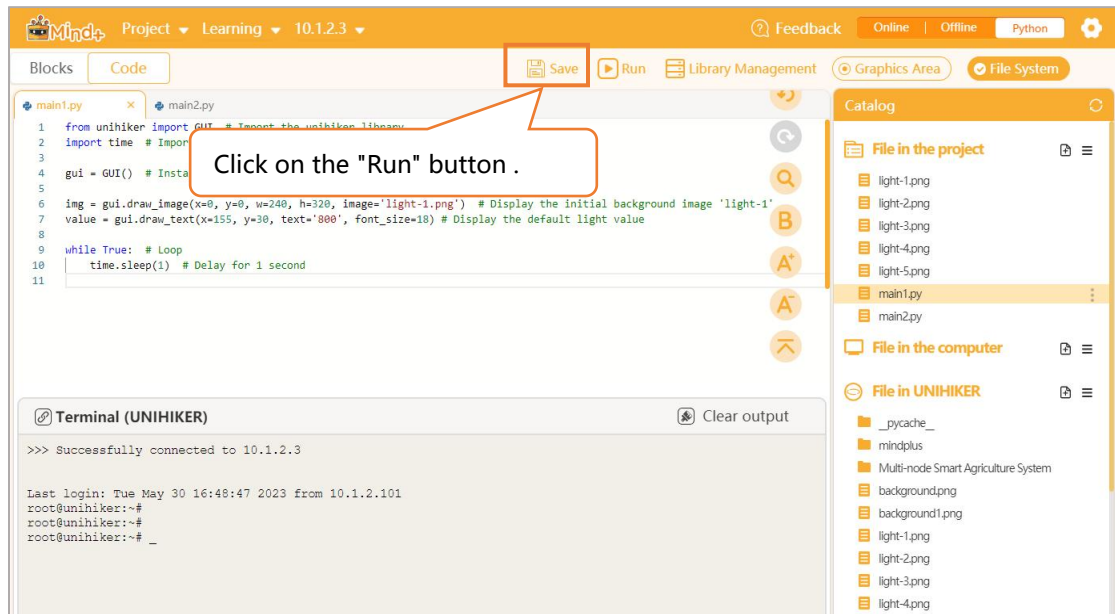 Mind+ Project Learning 10.1.2.3 Feedback Online Offline Python
Blocks Code Save Run Library Management Graphics Area File System
main1.py × main2.py
1 from unihiker import GUI # Import the unihiker library
2 import time # Impor
3
4 gui = GUI() # Insta
5
6 img = gui.draw_image(x=0, y=0, w=240, h=320, image='light-1.png') # Display the initial background image 'light-1'
7 value = gui.draw_text(x=155, y=30, text='800', font_size=18) # Display the default light value
8
9 while True: # Loop
10 time.sleep(1) # Delay for 1 second
11
Click on the "Run" button .
B
A+
A-
Terminal (UNIHIKER) Clear output
>>> Successfully connected to 10.1.2.3
Last login: Tue May 30 16:48:47 2023 from 10.1.2.101
root@unihiker:~#
root@unihiker:~#
root@unihiker:~# _
Catalog
File in the project
light-1.png
light-2.png
light-3.png
light-4.png
light-5.png
main1.py
main2.py
File in the computer
File in UNIHIKER
_pycache_
mindplus
Multi-node Smart Agriculture System
background.png
background1.png
light-1.png
light-2.png
light-3.png
light-4.png